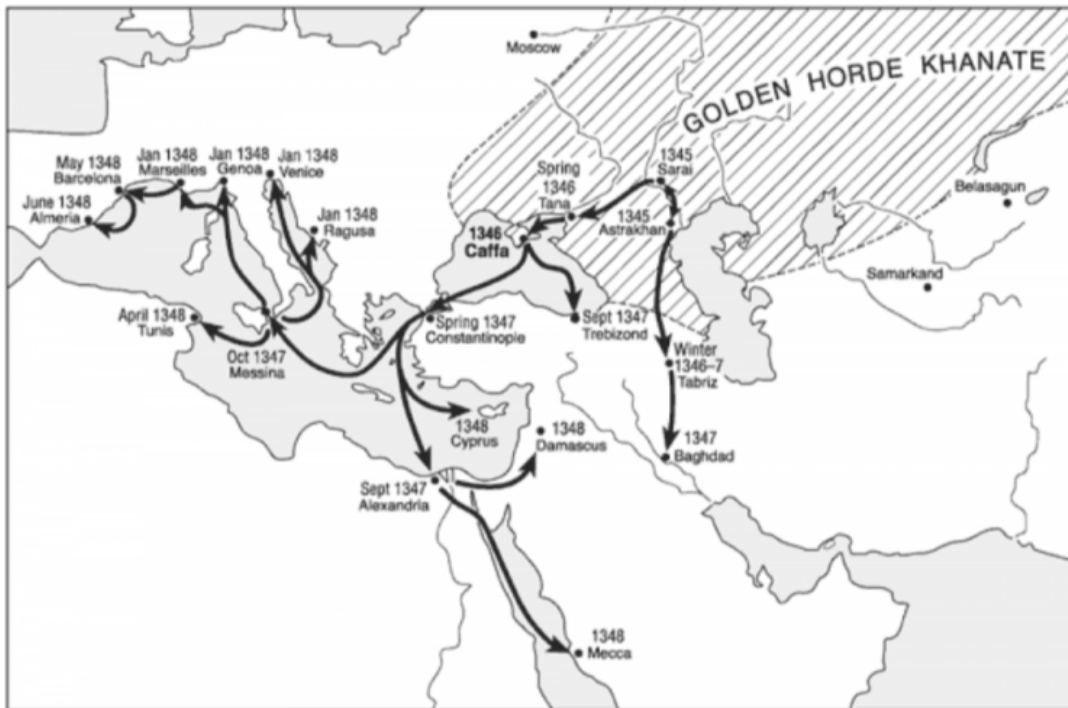 Moscow
GOLDEN HORDE KHANATE
May 1348
Barcelona
Jan 1348
Marseilles
Jan 1348
Genoa
Jan 1348
Venice
June 1348
Almeria
Jan 1348
Ragusa
Spring
1346
Tana
1345
Sarai
1345
Astrakhan
1346
Caffa
Belasagun
Samarkand
April 1348
Tunis
Oct 1347
Messina
Spring 1347
Constantinopie
Sept 1347
Trebizond
Winter
1346–7
Tabriz
1348
Cyprus
1348
Damascus
1347
Baghdad
Sept 1347
Alexandria
1348
Mecca